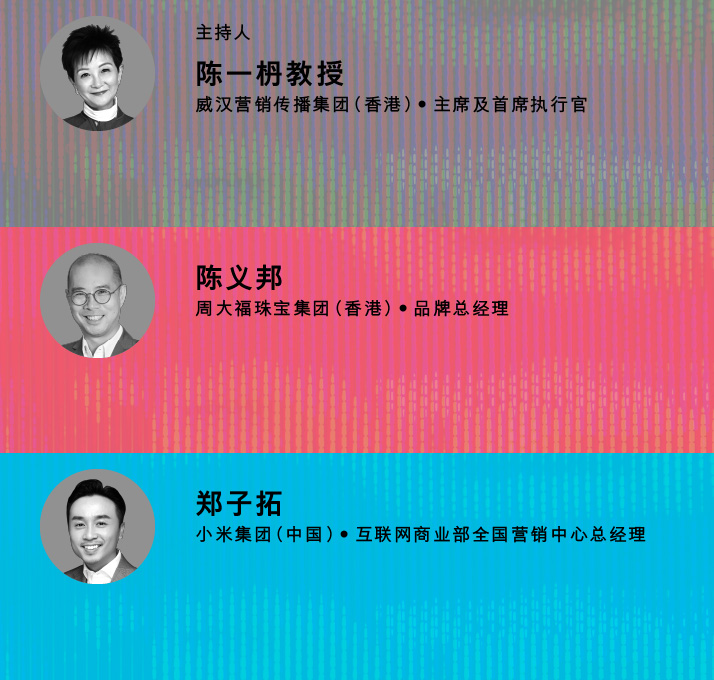 主持人
陈一枬教授
威汉营销传播集团（香港）• 主席及首席执行官
陈义邦
周大福珠宝集团（香港）• 品牌总经理
郑子拓
小米集团（中国）• 互联网商业部全国营销中心总经理